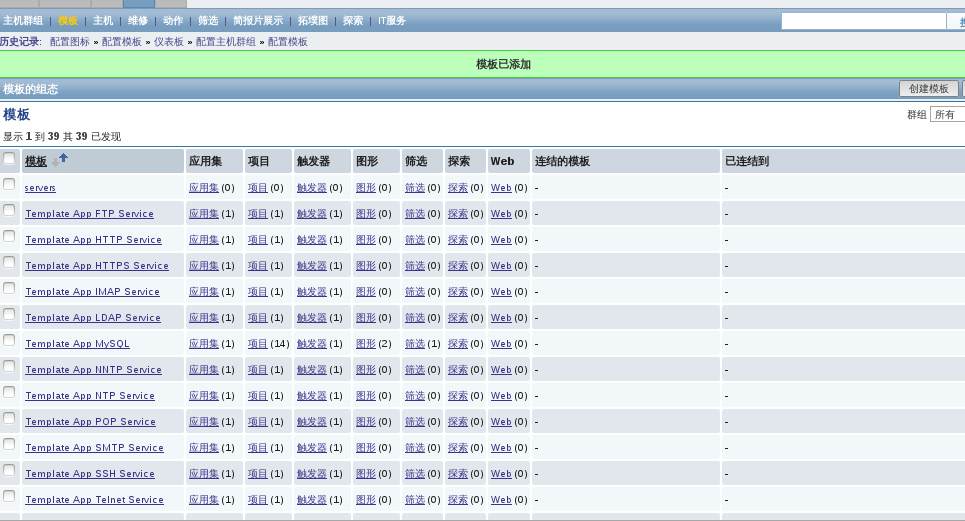 主机群组 | 模板 | 主机 | 维修 | 动作 | 筛选 | 简报片展示 | 拓墣图 | 探索 | IT服务
历史记录: 配置图标 » 配置模板 » 仪表板 » 配置主机群组 » 配置模板
模板已添加
模板的组态 创建模板
模板 群组 所有
显示 1 到 39 其 39 已发现
模板 应用集 项目 触发器 图形 筛选 探索 Web 连结的模板 已连结到
servers 应用集 (0) 项目 (0) 触发器 (0) 图形 (0) 筛选 (0) 探索 (0) Web (0) - -
Template App FTP Service 应用集 (1) 项目 (1) 触发器 (1) 图形 (0) 筛选 (0) 探索 (0) Web (0) - -
Template App HTTP Service 应用集 (1) 项目 (1) 触发器 (1) 图形 (0) 筛选 (0) 探索 (0) Web (0) - -
Template App HTTPS Service 应用集 (1) 项目 (1) 触发器 (1) 图形 (0) 筛选 (0) 探索 (0) Web (0) - -
Template App IMAP Service 应用集 (1) 项目 (1) 触发器 (1) 图形 (0) 筛选 (0) 探索 (0) Web (0) - -
Template App LDAP Service 应用集 (1) 项目 (1) 触发器 (1) 图形 (0) 筛选 (0) 探索 (0) Web (0) - -
Template App MySQL 应用集 (1) 项目 (14) 触发器 (1) 图形 (2) 筛选 (1) 探索 (0) Web (0) - -
Template App NNTP Service 应用集 (1) 项目 (1) 触发器 (1) 图形 (0) 筛选 (0) 探索 (0) Web (0) - -
Template App NTP Service 应用集 (1) 项目 (1) 触发器 (1) 图形 (0) 筛选 (0) 探索 (0) Web (0) - -
Template App POP Service 应用集 (1) 项目 (1) 触发器 (1) 图形 (0) 筛选 (0) 探索 (0) Web (0) - -
Template App SMTP Service 应用集 (1) 项目 (1) 触发器 (1) 图形 (0) 筛选 (0) 探索 (0) Web (0) - -
Template App SSH Service 应用集 (1) 项目 (1) 触发器 (1) 图形 (0) 筛选 (0) 探索 (0) Web (0) - -
Template App Telnet Service 应用集 (1) 项目 (1) 触发器 (1) 图形 (0) 筛选 (0) 探索 (0) Web (0) - -